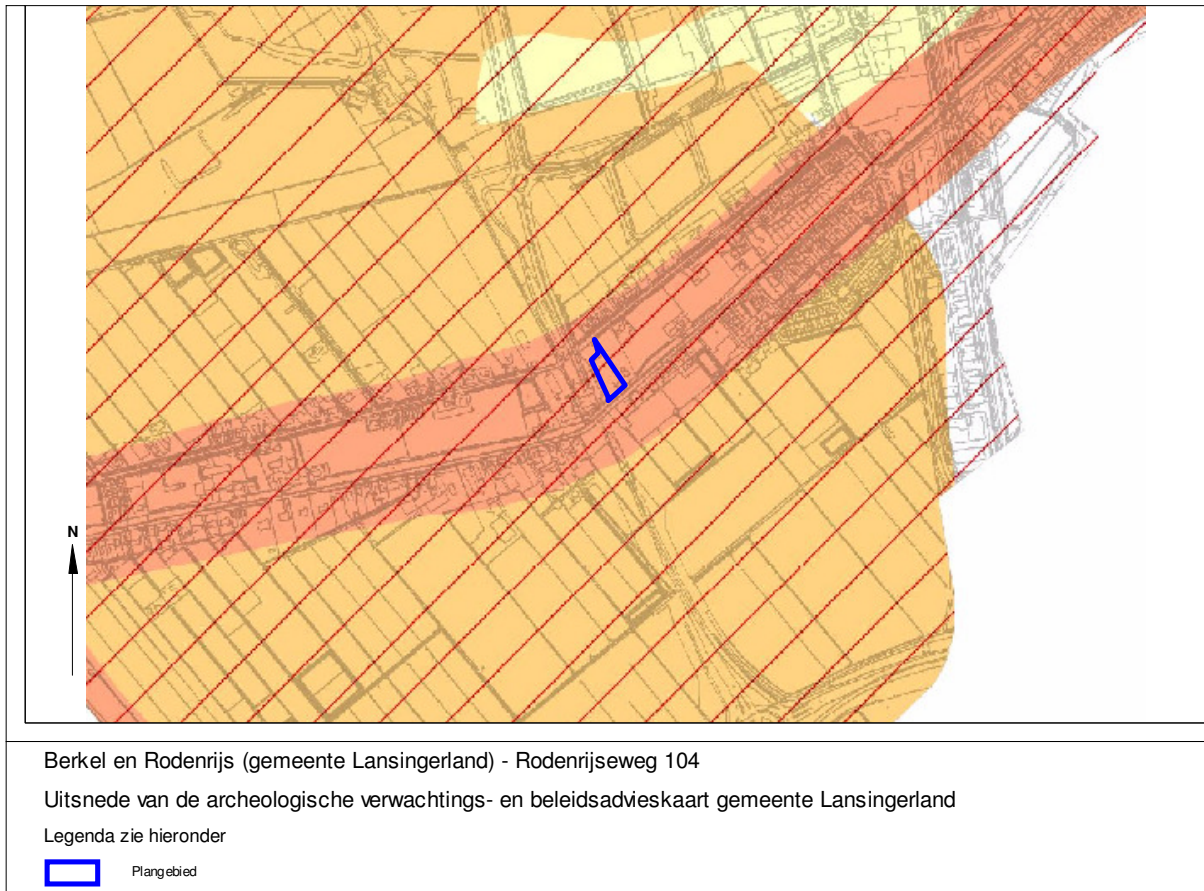 N
Berkel en Rodenrijs (gemeente Lansingerland) - Rodenrijseweg 104
Uitsnede van de archeologische verwachtings- en beleidsadvieskaart gemeente Lansingerland
Legenda zie hieronder
Plangebied